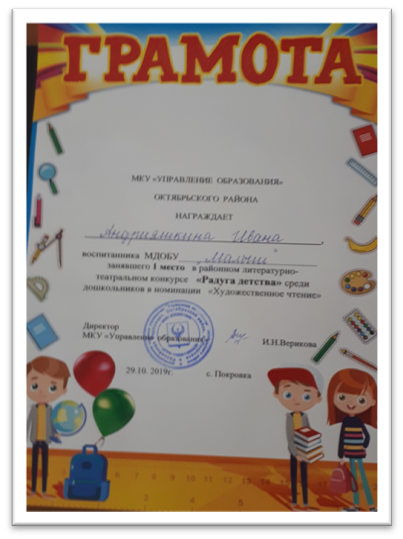 ГРАМОТА
МКУ «УПРАВЛЕНИЕ ОБРАЗОВАНИЯ»
ОКТЯБРЬСКОГО РАЙОНА
НАГРАЖДАЕТ
Андрияшкина Ивана,
воспитанника МДОБУ „Малыш"
занявшего I место в районном литературно-
театральном конкурсе «Радуга детства» среди
дошкольников в номинации «Художественное чтение»
Директор
МКУ «Управление образования» И.Н.Верикова
29.10. 2019г. с. Покровка